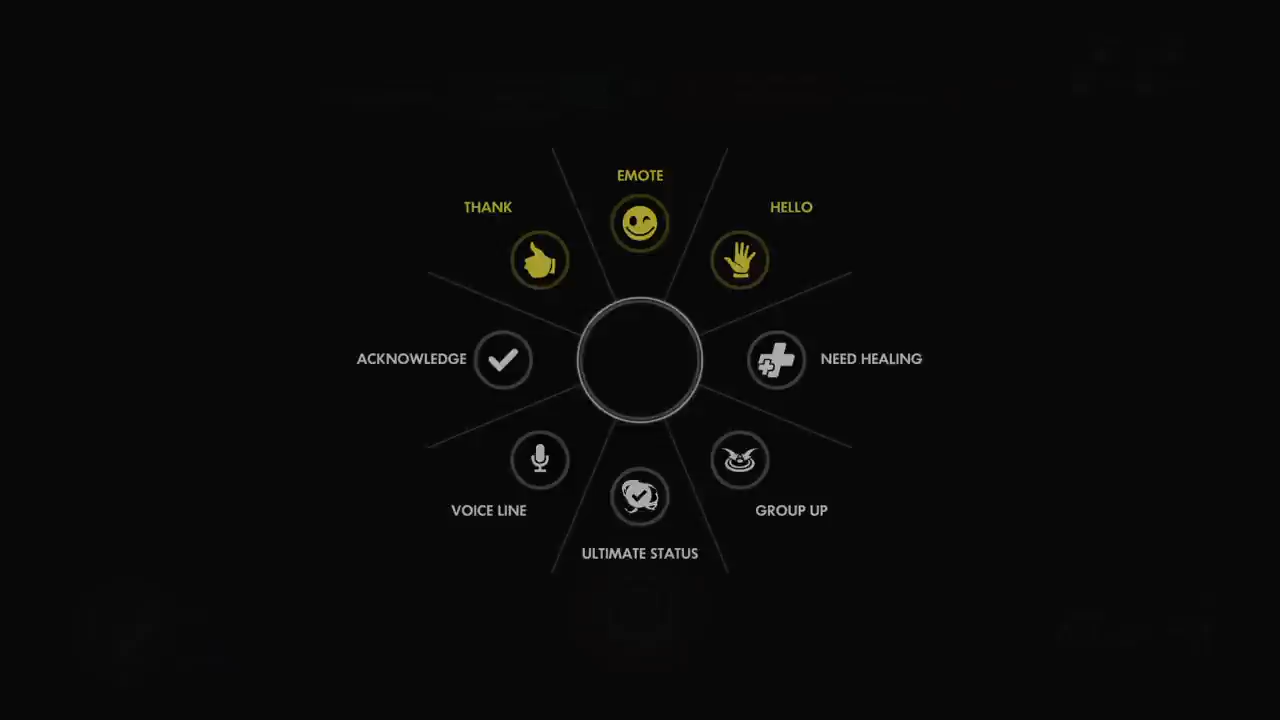 EMOTE
THANK
HELLO
ACKNOWLEDGE
NEED HEALING
VOICE LINE
GROUP UP
ULTIMATE STATUS